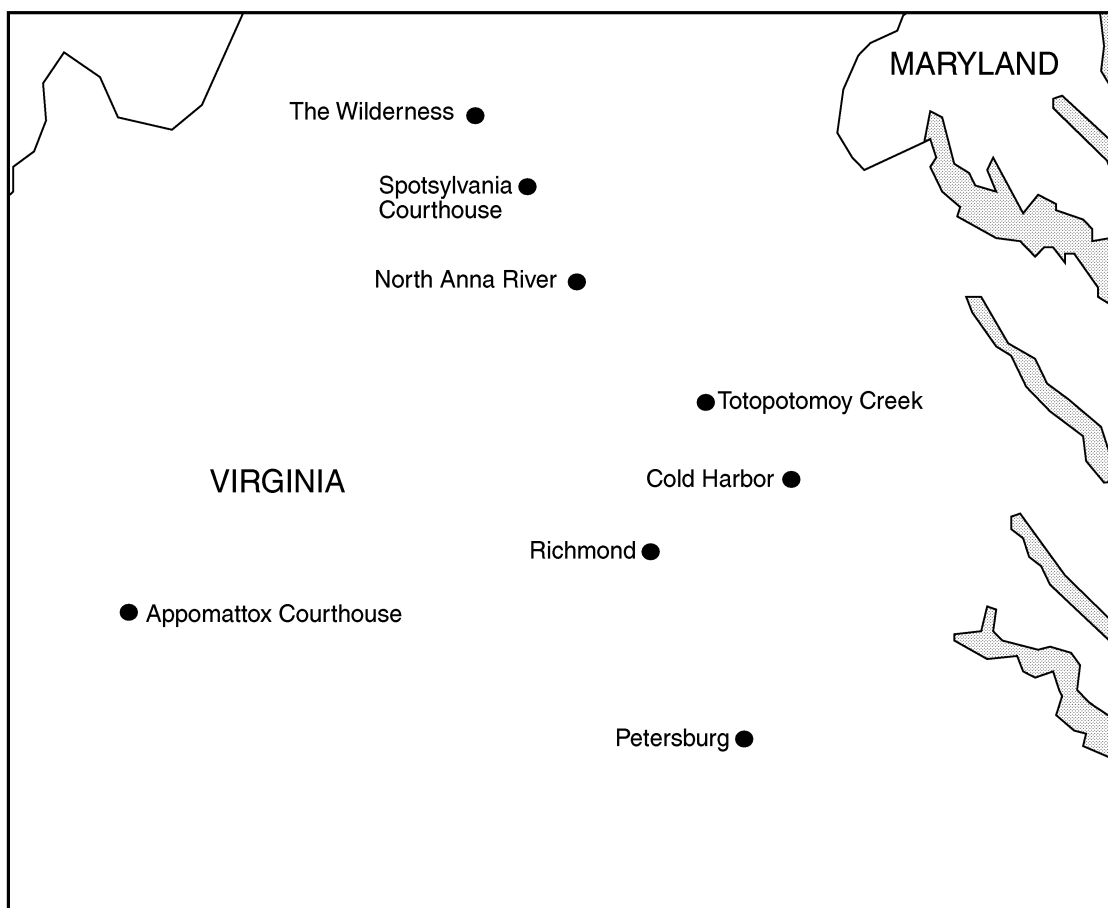 MARYLAND
The Wilderness
Spotsylvania
Courthouse
North Anna River
Totopotomoy Creek
Cold Harbor
VIRGINIA
Richmond
Appomattox Courthouse
Petersburg